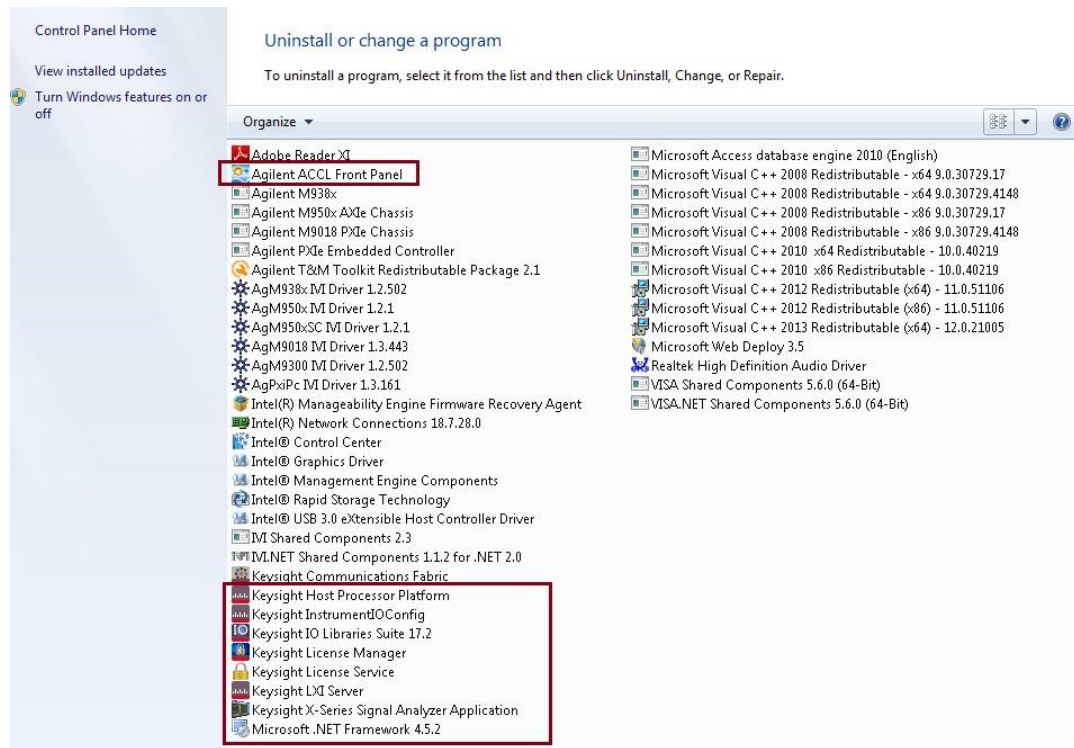 Control Panel Home
View installed updates
Turn Windows features on or
off
Uninstall or change a program
To uninstall a program, select it from the list and then click Uninstall, Change, or Repair.
Organize
Adobe Reader XI
Agilent ACCL Front Panel
Agilent M938x
Agilent M950x AXIe Chassis
Agilent M9018 PXIe Chassis
Agilent PXIe Embedded Controller
Agilent T&M Toolkit Redistributable Package 2.1
AgM938x IVI Driver 1.2.502
AgM950x IVI Driver 1.2.1
AgM950xSC IVI Driver 1.2.1
AgM9018 IVI Driver 1.3.443
AgM9300 IVI Driver 1.2.502
AgPxiPc IVI Driver 1.3.161
Intel(R) Manageability Engine Firmware Recovery Agent
Intel(R) Network Connections 18.7.28.0
Intel® Control Center
Intel® Graphics Driver
Intel® Management Engine Components
Intel® Rapid Storage Technology
Intel® USB 3.0 eXtensible Host Controller Driver
IVI Shared Components 2.3
IVI.NET Shared Components 1.1.2 for .NET 2.0
Keysight Communications Fabric
Keysight Host Processor Platform
Keysight InstrumentIOConfig
Keysight IO Libraries Suite 17.2
Keysight License Manager
Keysight License Service
Keysight LXI Server
Keysight X-Series Signal Analyzer Application
Microsoft .NET Framework 4.5.2
Microsoft Access database engine 2010 (English)
Microsoft Visual C++ 2008 Redistributable - x64 9.0.30729.17
Microsoft Visual C++ 2008 Redistributable - x64 9.0.30729.4148
Microsoft Visual C++ 2008 Redistributable - x86 9.0.30729.17
Microsoft Visual C++ 2008 Redistributable - x86 9.0.30729.4148
Microsoft Visual C++ 2010 x64 Redistributable - 10.0.40219
Microsoft Visual C++ 2010 x86 Redistributable - 10.0.40219
Microsoft Visual C++ 2012 Redistributable (x64) - 11.0.51106
Microsoft Visual C++ 2012 Redistributable (x86) - 11.0.51106
Microsoft Visual C++ 2013 Redistributable (x64) - 12.0.21005
Microsoft Web Deploy 3.5
Realtek High Definition Audio Driver
VISA Shared Components 5.6.0 (64-Bit)
VISA.NET Shared Components 5.6.0 (64-Bit)